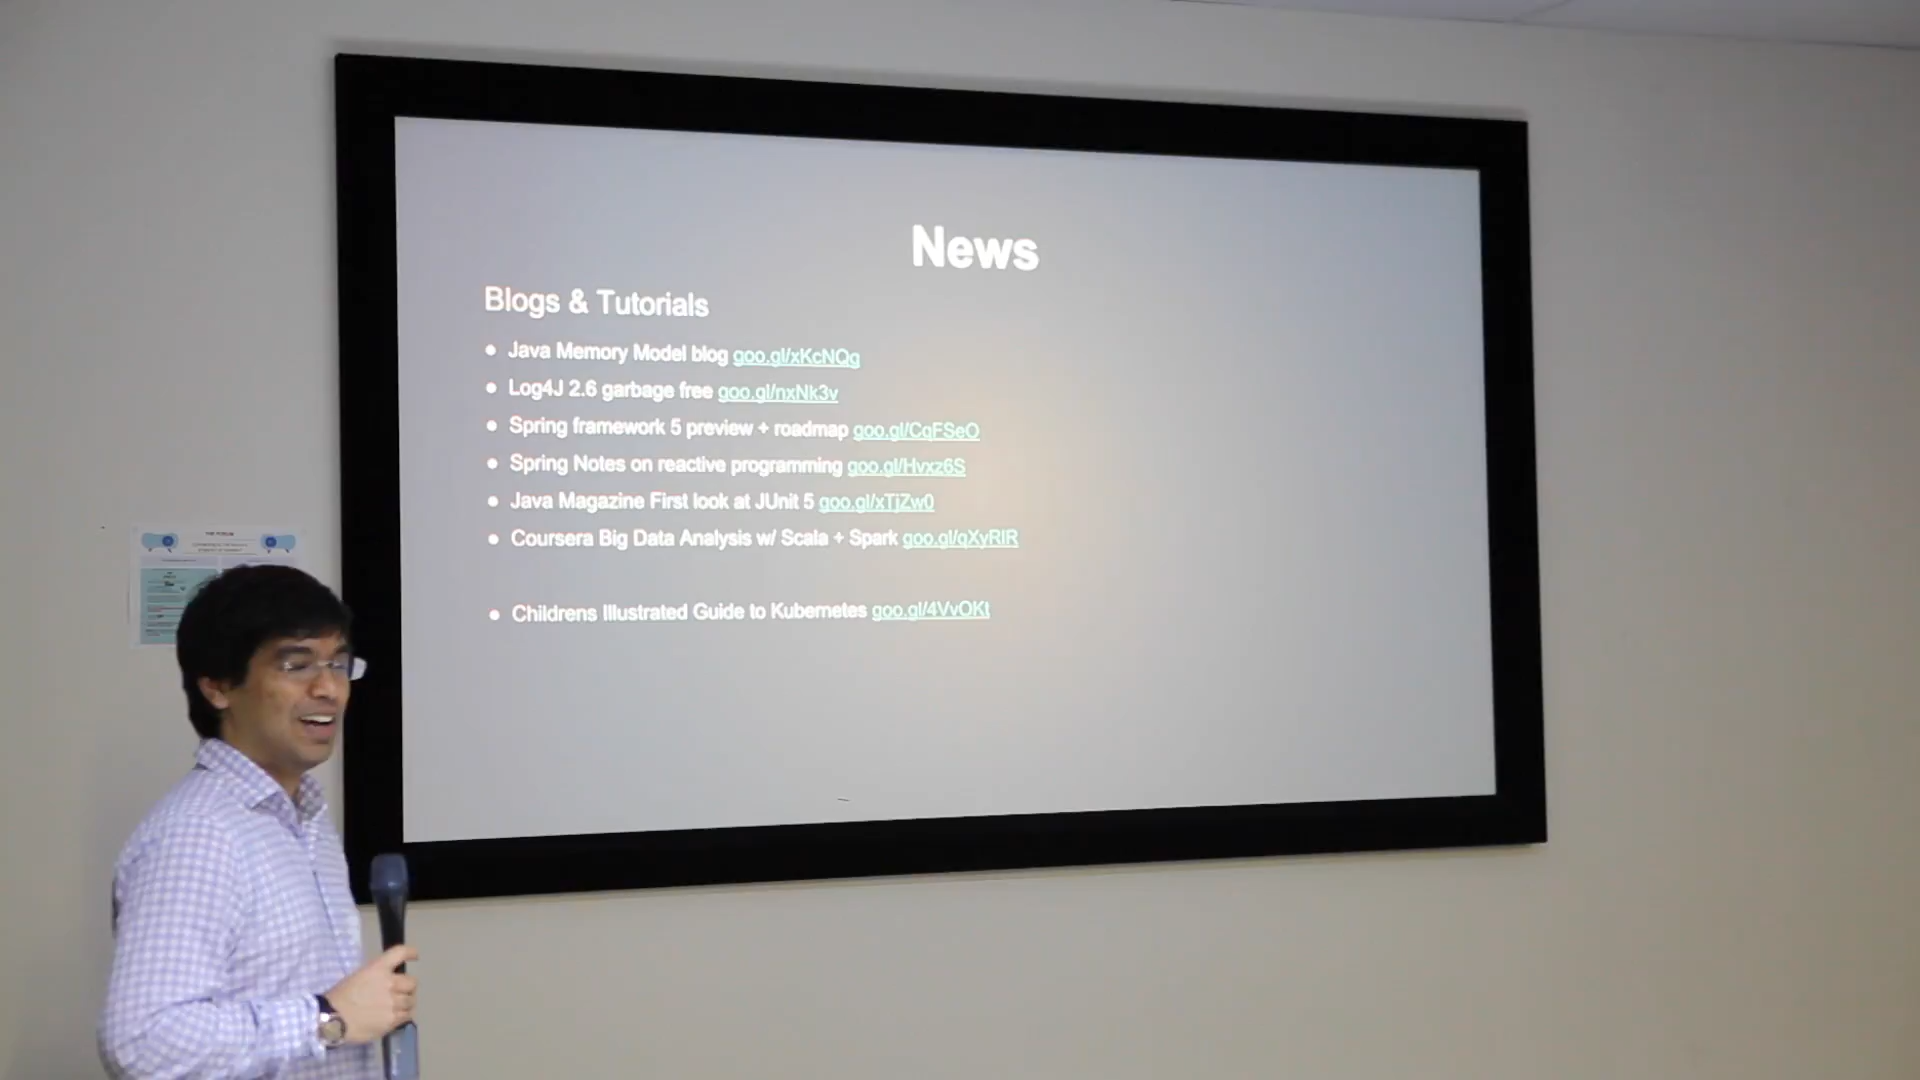 News
Blogs & Tutorials
• Java Memory Model blog goo.gl/xKcNQg
• Log4J 2.6 garbage free goo.gl/nxNk3v
• Spring framework 5 preview + roadmap goo.gl/CqFSeO
• Spring Notes on reactive programming goo.gl/Hvxz6S
• Java Magazine First look at JUnit 5 goo.gl/xTjZw0
• Coursera Big Data Analysis w/ Scala + Spark goo.gl/qXyRlR
• Childrens Illustrated Guide to Kubernetes goo.gl/4VvOKt